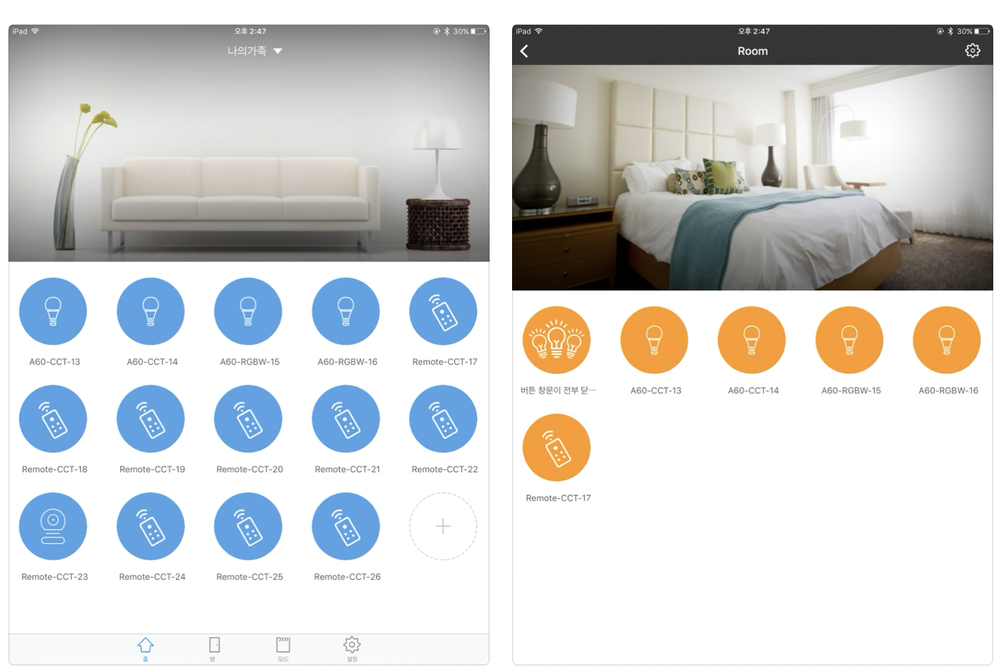 iPad 오후 2:47 30%
나의가족
A60-CCT-13 A60-CCT-14 A60-RGBW-15 A60-RGBW-16 Remote-CCT-17
Remote-CCT-18 Remote-CCT-19 Remote-CCT-20 Remote-CCT-21 Remote-CCT-22
Remote-CCT-23 Remote-CCT-24 Remote-CCT-25 Remote-CCT-26
홈 방 모드 설정
iPad 오후 2:47 30%
Room
버튼 창문이 전부 닫… A60-CCT-13 A60-CCT-14 A60-RGBW-15 A60-RGBW-16
Remote-CCT-17